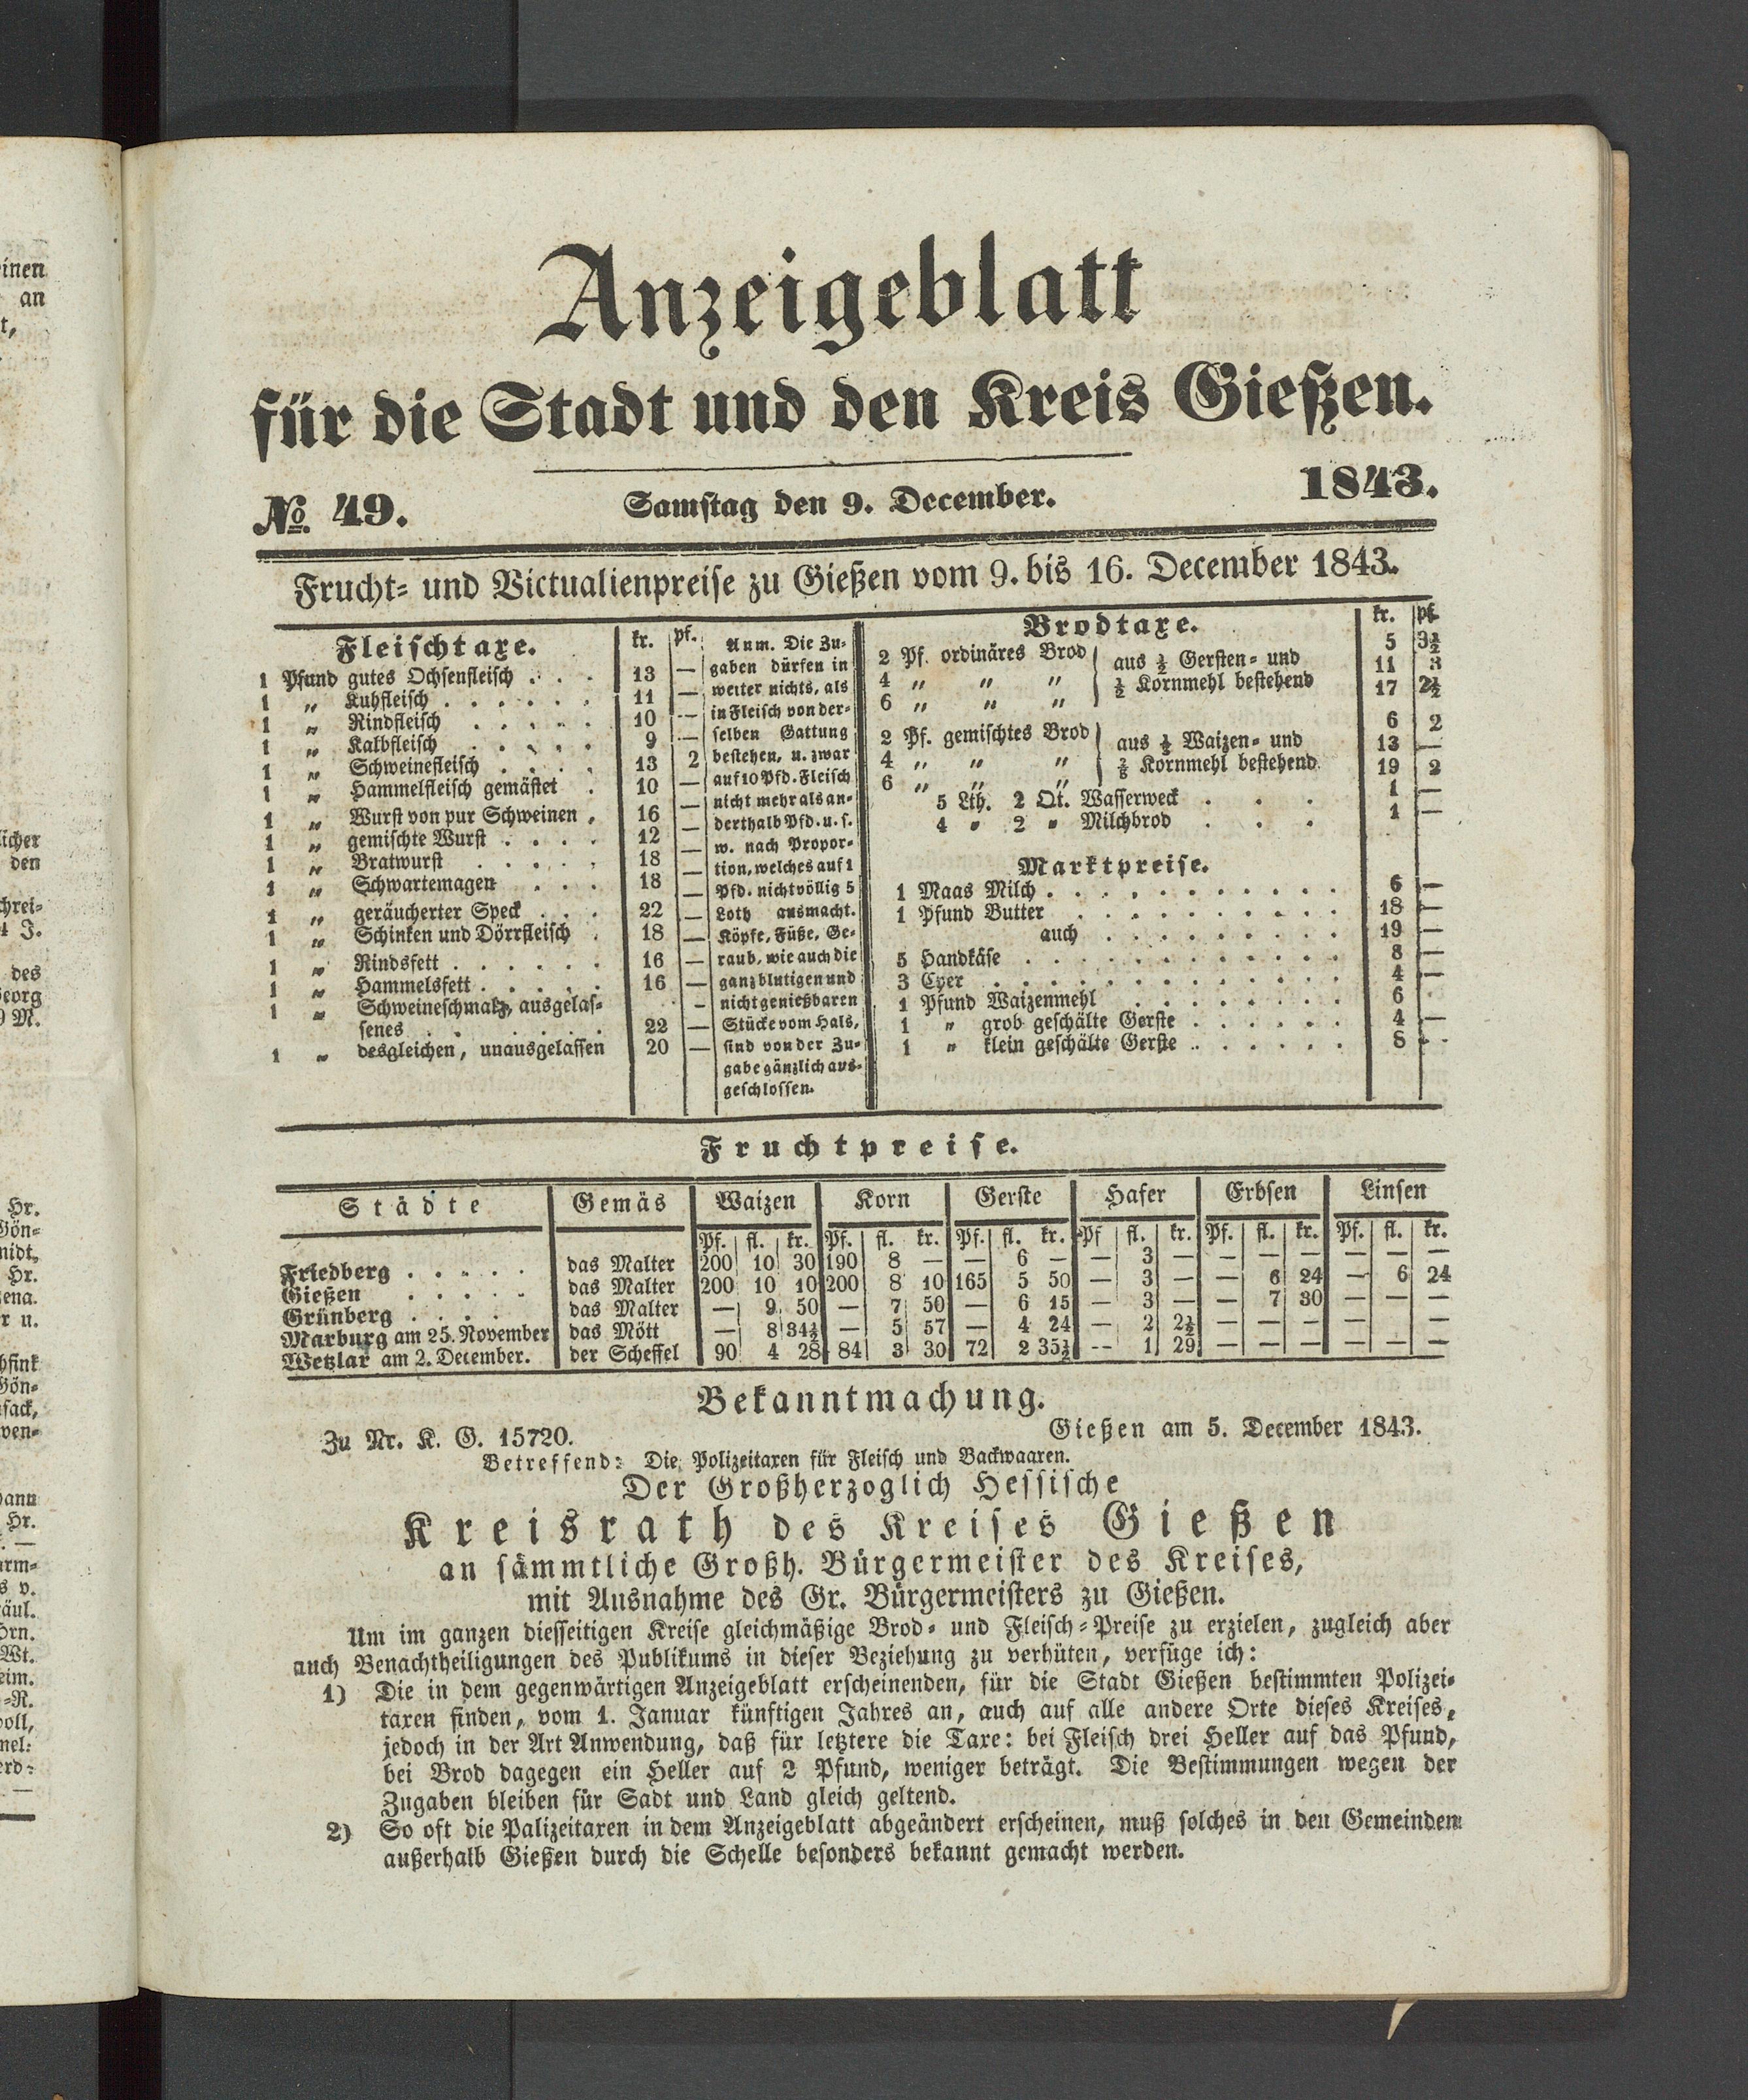 Anzeigeblatt
für die Stadt und den Kreis Gießen.
No. 49. Samstag den 9. December. 1843.
Frucht- und Victualienpreise zu Gießen vom 9. bis 16. December 1843.
Fleischtaxe. kr. pf.
1 Pfund gutes Ochsenfleisch . . . 13 —
1 „ Kuhfleisch . . . . . . 11 —
1 „ Rindfleisch . . . . . 10 —
1 „ Kalbfleisch . . . . . 9 —
1 „ Schweinefleisch . . . . 13 2
1 „ Hammelfleisch gemästet . 10 —
1 „ Wurst von pur Schweinen . 16 —
1 „ gemischte Wurst . . . . 12 —
1 „ Bratwurst . . . . . 18 —
1 „ Schwartemagen . . . 18 —
1 „ geräucherter Speck . . . 22 —
1 „ Schinken und Dörrfleisch . 18 —
1 „ Rindsfett . . . . . . 16 —
1 „ Hammelsfett . . . . . 16 —
1 „ Schweineschmalz, ausgelas-
senes . . . . . . 22 —
1 „ desgleichen, unausgelassen 20 —
Anm. Die Zu-
gaben dürfen in
weiter nichts, als
in Fleisch von der-
selben Gattung
bestehen, u. zwar
auf 10 Pfd. Fleisch
nicht mehr als an-
derthalb Pfd. u. s.
w. nach Propor-
tion, welches auf 1
Pfd. nicht völlig 5
Loth ausmacht.
Köpfe, Füße, Ge-
raub, wie auch die
ganz blutigen und
nicht genießbaren
Stücke vom Hals,
sind von der Zu-
gabe gänzlich aus-
geschlossen.
Brodtaxe. kr. pf.
2 Pf. ordinäres Brod aus ½ Gersten- und 5 3½
4 „ „ „ ½ Kornmehl bestehend 11 3
6 „ „ „ 17 2½
2 Pf. gemischtes Brod aus Waizen- und 6 2
4 „ „ „ Kornmehl bestehend 13 —
6 „ „ „ 19 2
5 Lth. 2 Qt. Wasserweck . . . 1 —
4 „ 2 „ Milchbrod . . . 1 —
Marktpreise.
1 Maas Milch . . . . . . . . . . . 6 —
1 Pfund Butter . . . . . . . . . . 18 —
auch . . . . . . . . . 19 —
5 Handkäse . . . . . . . . . . . . 8 —
3 Eyer . . . . . . . . . . . . . 4 —
1 Pfund Waizenmehl . . . . . . . . 6
1 „ grob geschälte Gerste . . . . . . 4 —
1 „ klein geschälte Gerste . . . . . . 8 —
Fruchtpreise.
Städte Gemäs Waizen Korn Gerste Hafer Erbsen Linsen
Pf. fl. kr. Pf. fl. kr. Pf. fl. kr. Pf fl. kr. Pf. fl. kr. Pf. fl. kr.
Friedberg . . . . . das Malter 200 10 30 190 8 — — 6 — — 3 — — — — — — —
Gießen . . . . . das Malter 200 10 10 200 8 10 165 5 50 — 3 — — 6 24 — 6 24
Grünberg . . . . das Malter — 9 50 — 7 50 — 6 15 — 3 — — 7 30 — — —
Marburg am 25. November das Mött — 8 34½ — 5 57 — 4 24 — 2 2½ — — — — — —
Wetzlar am 2. December. der Scheffel 90 4 28 84 3 30 72 2 35½ — 1 29 — — — — — —
Bekanntmachung.
Zu Nr. K. G. 15720. Gießen am 5. December 1843.
Betreffend: Die Polizeitaxen für Fleisch und Backwaaren.
Der Großherzoglich Hessische
Kreisrath des Kreises Gießen
an sämmtliche Großh. Bürgermeister des Kreises,
mit Ausnahme des Gr. Bürgermeisters zu Gießen.
Um im ganzen diesseitigen Kreise gleichmäßige Brod- und Fleisch-Preise zu erzielen, zugleich aber
auch Benachtheiligungen des Publikums in dieser Beziehung zu verhüten, verfüge ich:
1) Die in dem gegenwärtigen Anzeigeblatt erscheinenden, für die Stadt Gießen bestimmten Polizei-
taxen finden, vom 1. Januar künftigen Jahres an, auch auf alle andere Orte dieses Kreises,
jedoch in der Art Anwendung, daß für letztere die Taxe: bei Fleisch drei Heller auf das Pfund,
bei Brod dagegen ein Heller auf 2 Pfund, weniger beträgt. Die Bestimmungen wegen der
Zugaben bleiben für Sadt und Land gleich geltend.
2) So oft die Palizeitaxen in dem Anzeigeblatt abgeändert erscheinen, muß solches in den Gemeinden
außerhalb Gießen durch die Schelle besonders bekannt gemacht werden.